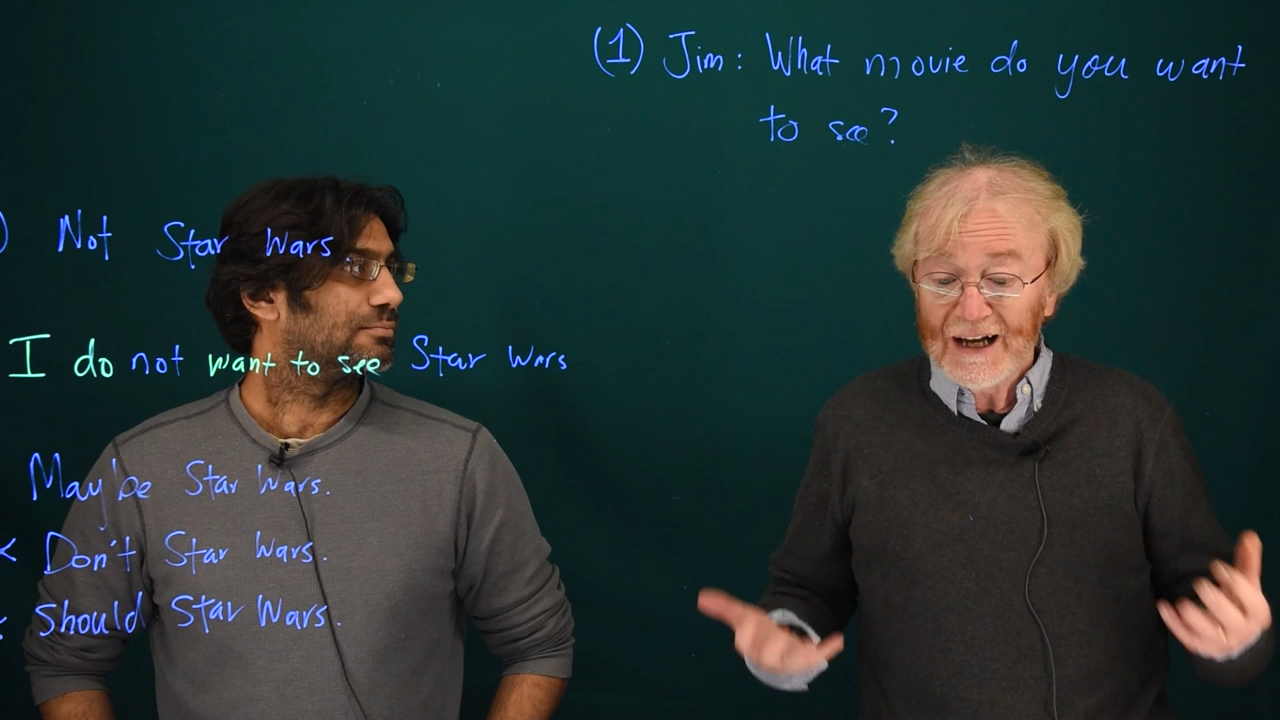 (1) Jim: What movie do you want
to see?
) Not Star Wars
I do not want to see Star Wars
Maybe Star Wars.
Don't Star Wars.
Should Star Wars.